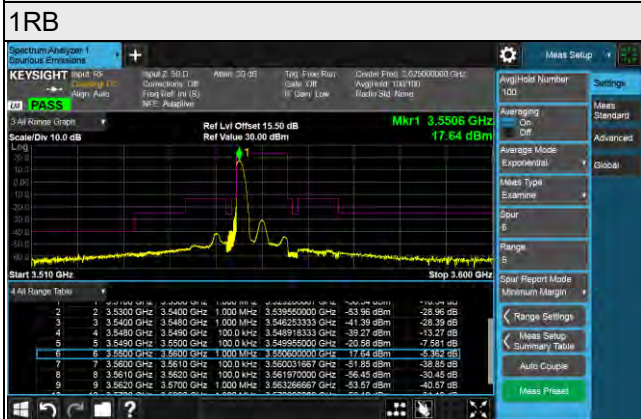 1RB
Spectrum Analyzer 1
Spurious Emissions
Meas Setup
KEYSIGHT Input: RF
Coupling: DC
Align: Auto
Input Z: 50 Ω
Corrections: Off
Freq Ref: Int (S)
NFE: Adaptive
Atten: 30 dB
Trig: Free Run
Gate: Off
IF Gain: Low
Center Freq: 3.625000000 GHz
Avg|Hold: 100/100
Radio Std: None
PASS
3 All Range Graph
Scale/Div 10.0 dB
Ref Lvl Offset 15.50 dB
Ref Value 30.00 dBm
Mkr1 3.5506 GHz
17.64 dBm
Log
1
Start 3.510 GHz
Stop 3.600 GHz
4 All Range Table
2 2 3.5300 GHz 3.5400 GHz 1.000 MHz 3.539550000 GHz -53.96 dBm -28.96 dB
3 3 3.5400 GHz 3.5480 GHz 1.000 MHz 3.546253333 GHz -41.39 dBm -28.39 dB
4 4 3.5480 GHz 3.5490 GHz 100.0 kHz 3.548918333 GHz -39.27 dBm -13.27 dB
5 5 3.5490 GHz 3.5500 GHz 100.0 kHz 3.549955000 GHz -20.58 dBm -7.581 dB
6 6 3.5500 GHz 3.5600 GHz 1.000 MHz 3.550600000 GHz 17.64 dBm -5.362 dB
7 7 3.5600 GHz 3.5610 GHz 100.0 kHz 3.560031667 GHz -51.85 dBm -38.85 dB
8 8 3.5610 GHz 3.5620 GHz 100.0 kHz 3.561970000 GHz -56.45 dBm -30.45 dB
9 9 3.5620 GHz 3.5700 GHz 1.000 MHz 3.563266667 GHz -53.57 dBm -40.57 dB
Avg|Hold Number
100
Averaging
On
Off
Average Mode
Exponential
Meas Type
Examine
Spur
6
Range
6
Spur Report Mode
Minimum Margin
Range Settings
Meas Setup
Summary Table
Auto Couple
Meas Preset
Settings
Meas
Standard
Advanced
Global
?